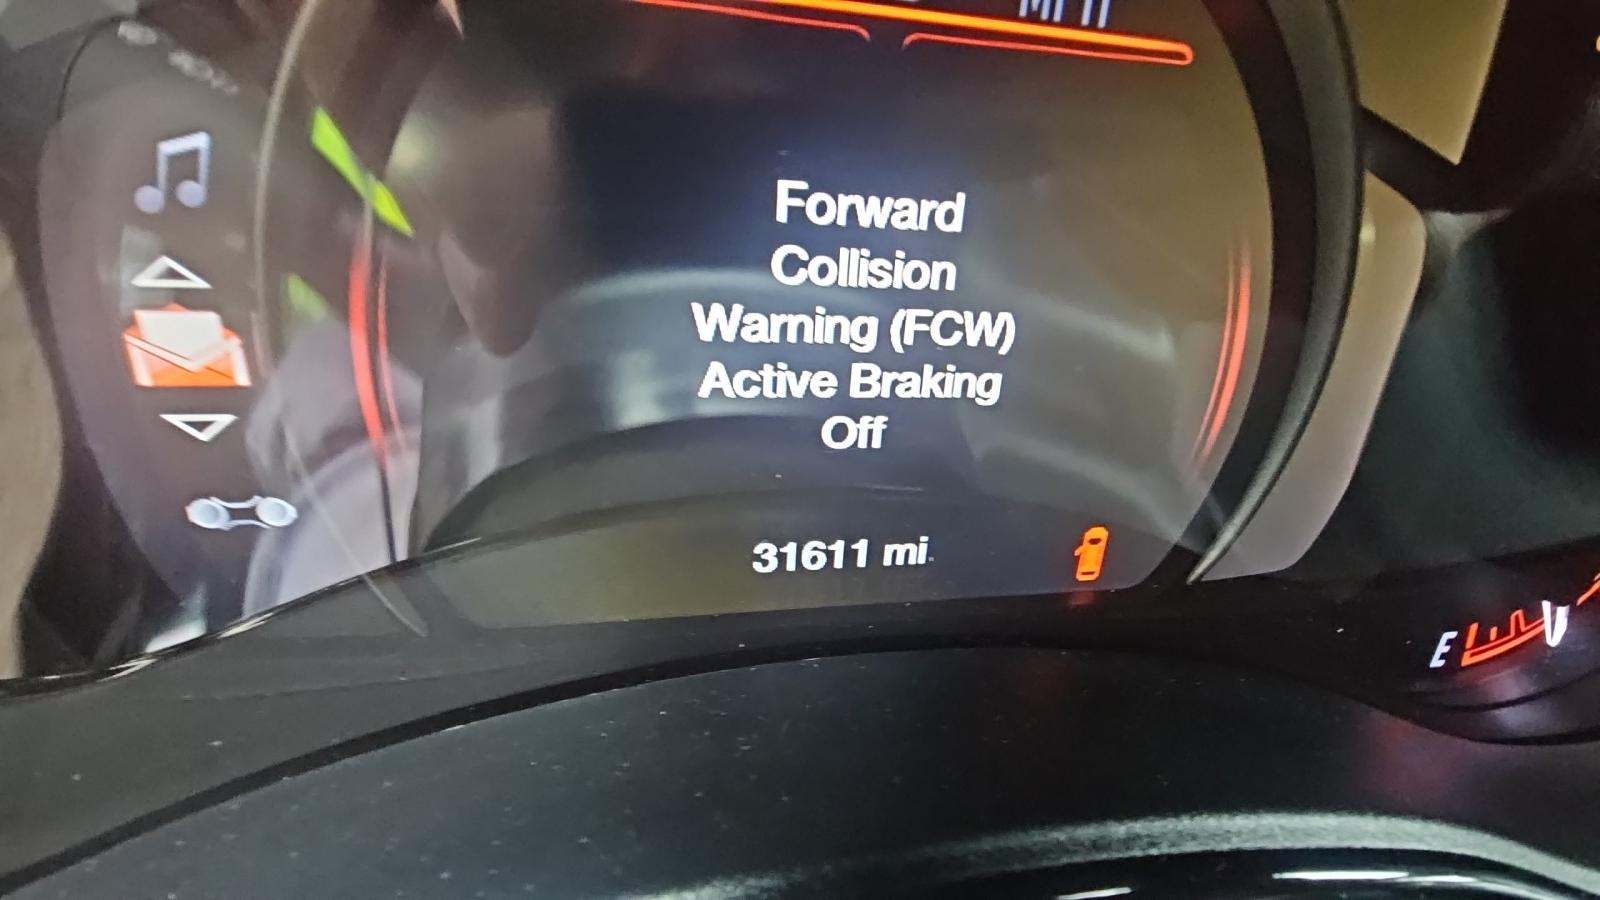 Forward
Collision
Warning (FCW)
Active Braking
Off
31611 mi
E